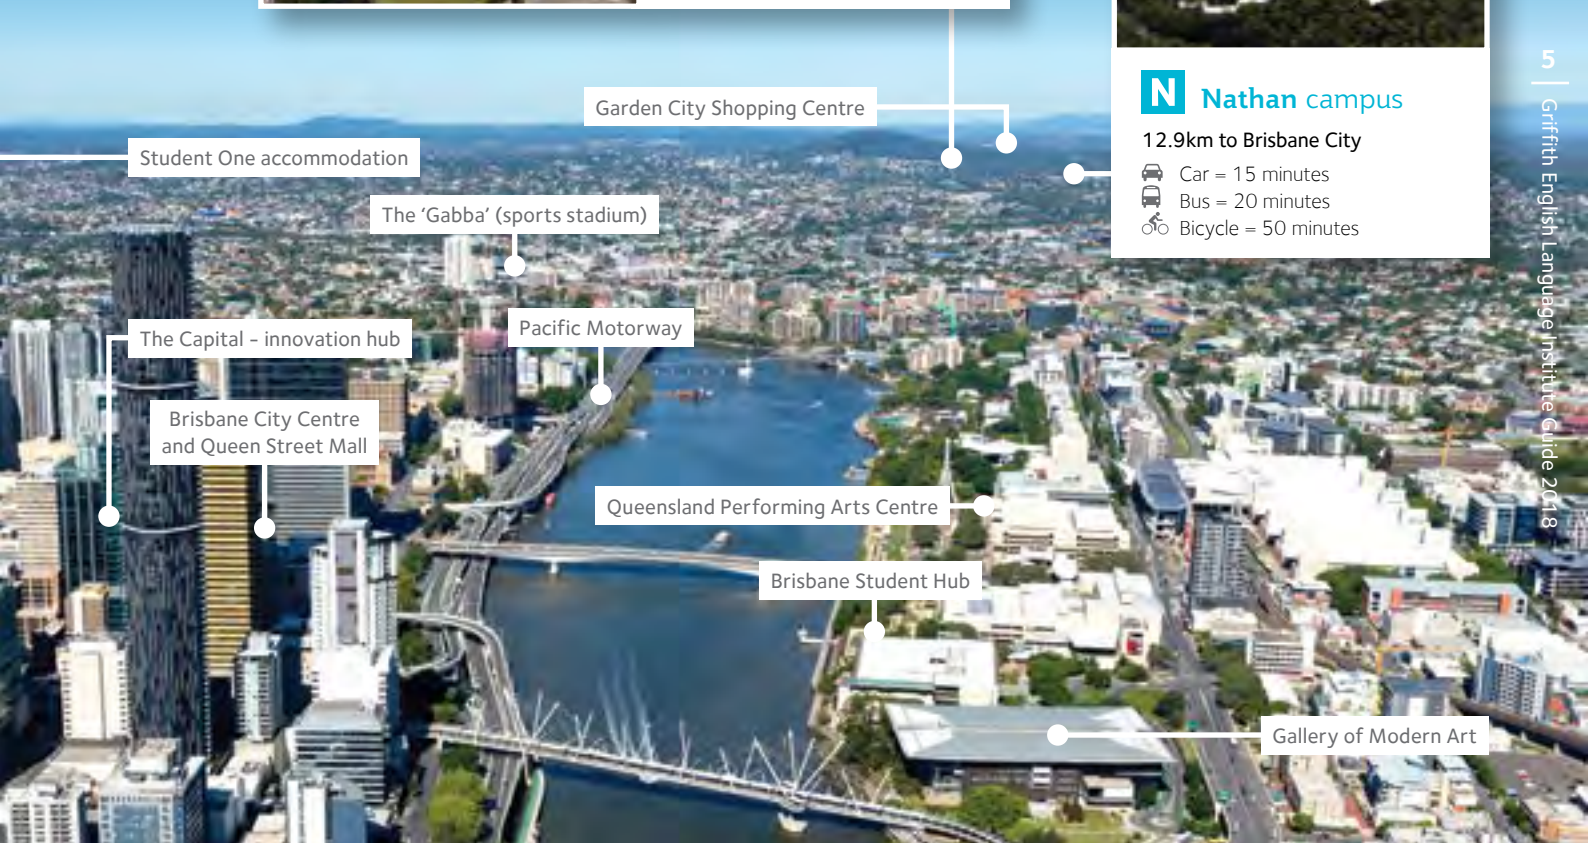 Garden City Shopping Centre
Student One accommodation
The ‘Gabba’ (sports stadium)
N Nathan campus
12.9km to Brisbane City
Car = 15 minutes
Bus = 20 minutes
Bicycle = 50 minutes
The Capital - innovation hub
Pacific Motorway
Brisbane City Centre
and Queen Street Mall
Queensland Performing Arts Centre
Brisbane Student Hub
Gallery of Modern Art
5
Griffith English Language Institute Guide 2018